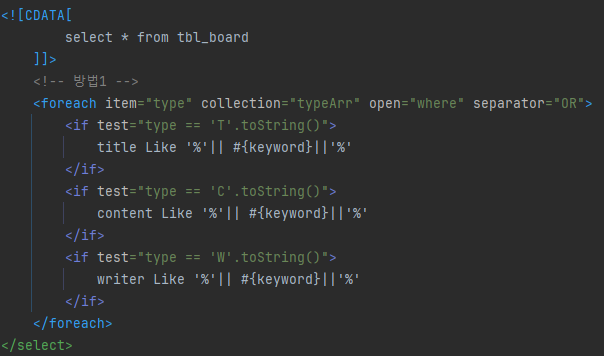 <![CDATA[
select * from tbl_board
]]>
<!-- 방법1 -->
<foreach item="type" collection="typeArr" open="where" separator="OR">
<if test="type == 'T'.toString()">
title Like '%'|| #{keyword}||'%'
</if>
<if test="type == 'C'.toString()">
content Like '%'|| #{keyword}||'%'
</if>
<if test="type == 'W'.toString()">
writer Like '%'|| #{keyword}||'%'
</if>
</foreach>
</select>